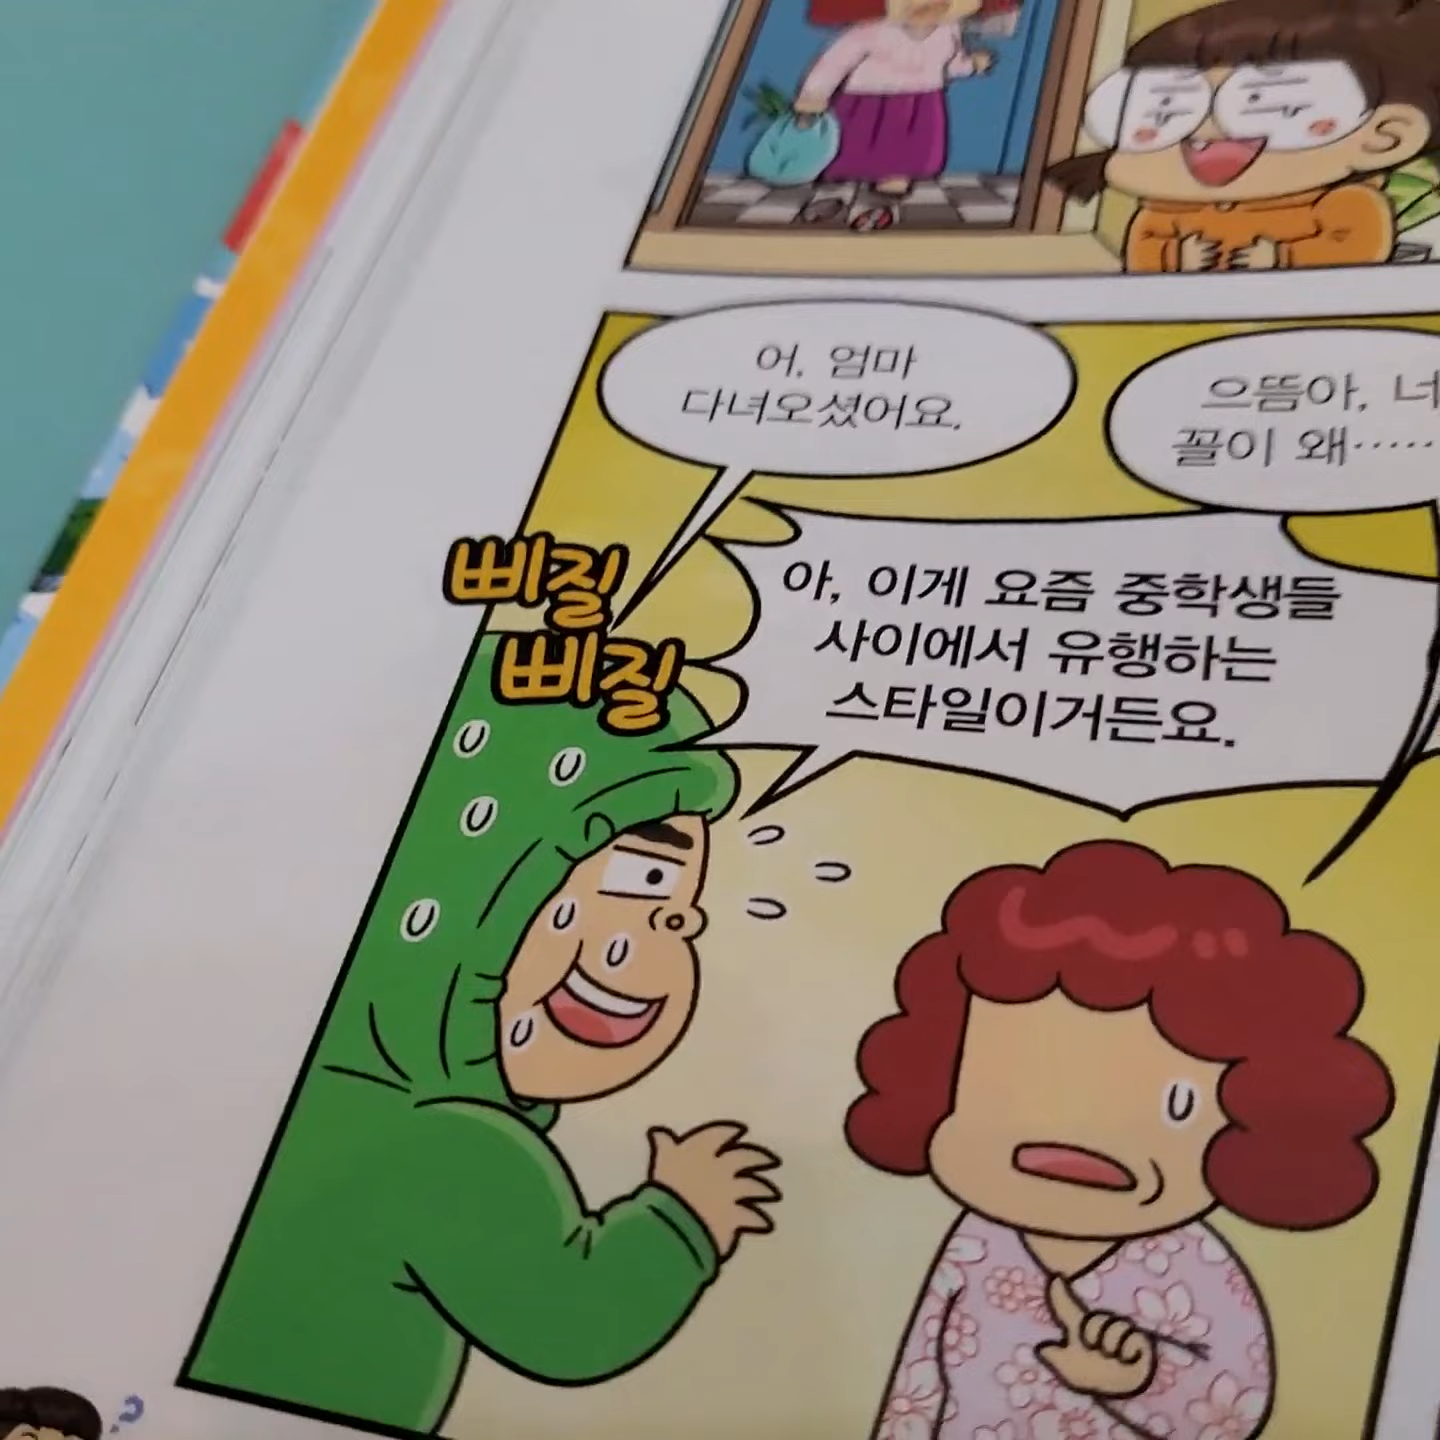 어, 엄마
다녀오셨어요.
으뜸아, 너
꼴이 왜……
삐질
삐질
아, 이게 요즘 중학생들
사이에서 유행하는
스타일이거든요.
?